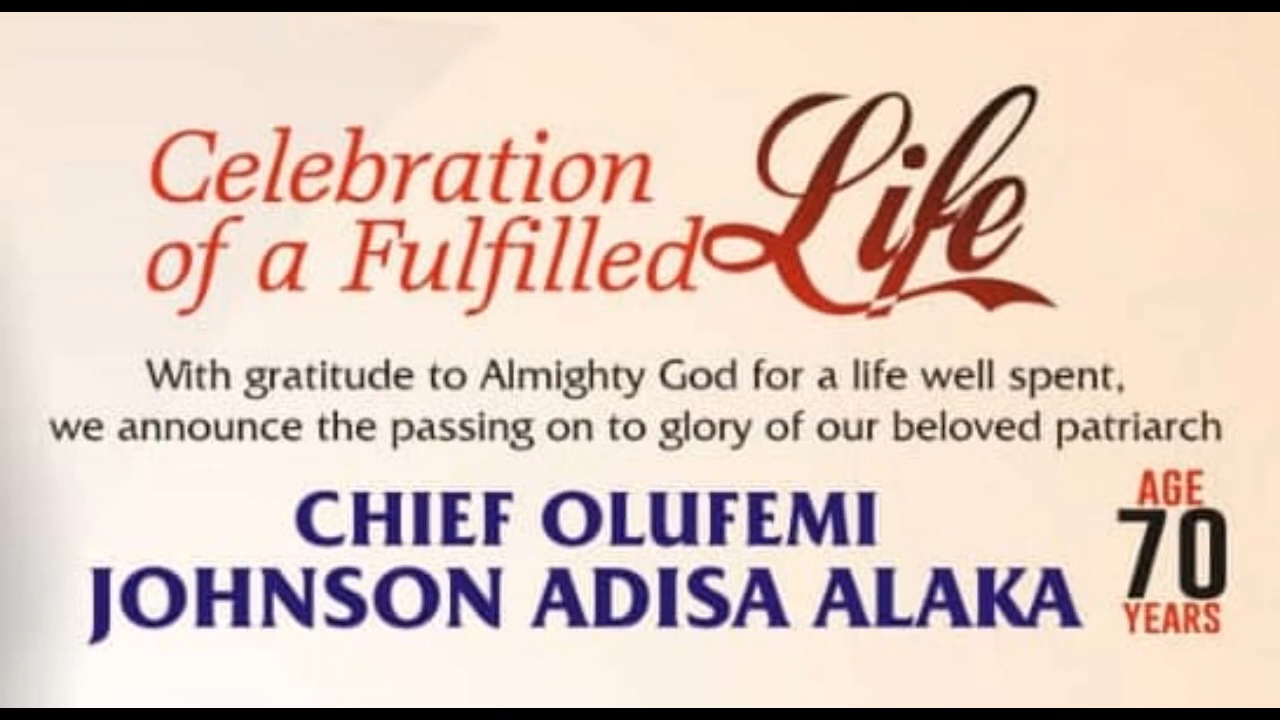 Celebration
of a Fulfilled Life
With gratitude to Almighty God for a life well spent,
we announce the passing on to glory of our beloved patriarch
CHIEF OLUFEMI
JOHNSON ADISA ALAKA
AGE
70
YEARS